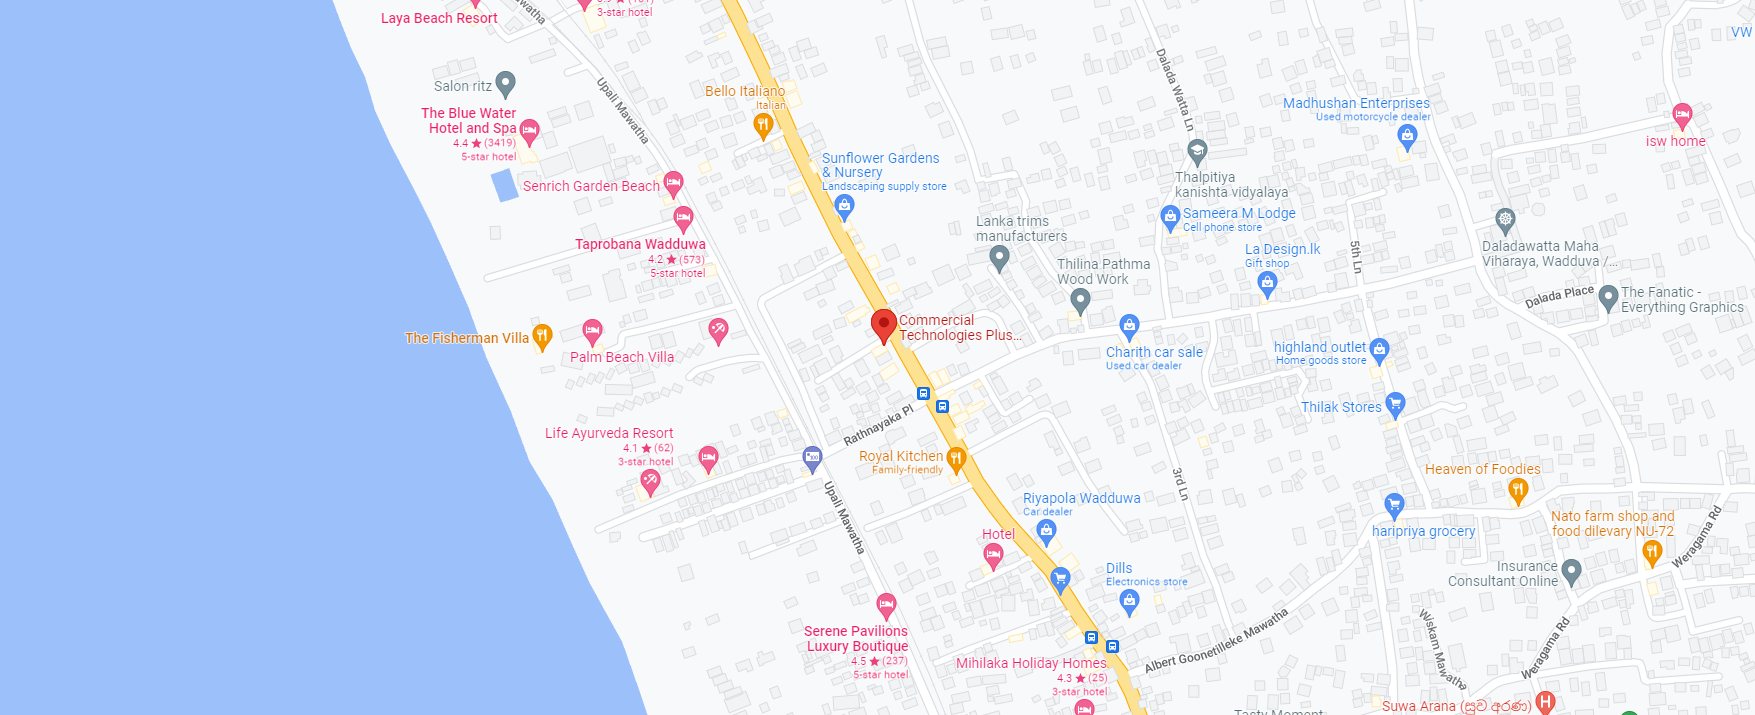 Laya Beach Resort
3-star hotel
Upali Mawatha
Salon ritz
The Blue Water
Hotel and Spa
4.4 ★ (3419)
5-star hotel
Senrich Garden Beach
Taprobana Wadduwa
4.2 ★ (573)
5-star hotel
Bello Italiano
Italian
Sunflower Gardens
& Nursery
Landscaping supply store
Dalada Watta Ln
Madhushan Enterprises
Used motorcycle dealer
VW
isw home
Thalpitiya
kanishta vidyalaya
Sameera M Lodge
Cell phone store
Lanka trims
manufacturers
Thilina Pathma
Wood Work
La Design.lk
Gift shop
5th Ln
Daladawatta Maha
Viharaya, Wadduva /...
Dalada Place
The Fanatic -
Everything Graphics
The Fisherman Villa
Palm Beach Villa
Commercial
Technologies Plus...
Charith car sale
Used car dealer
highland outlet
Home goods store
Thilak Stores
Rathnayaka Pl
Life Ayurveda Resort
4.1 ★ (62)
3-star hotel
Royal Kitchen
Family-friendly
Upali Mawatha
3rd Ln
Riyapola Wadduwa
Car dealer
Hotel
Dills
Electronics store
Heaven of Foodies
haripriya grocery
Nato farm shop and
food dilevary NU-72
Weragama Rd
Insurance
Consultant Online
Serene Pavilions
Luxury Boutique
4.5 ★ (237)
5-star hotel
Mihilaka Holiday Homes
4.3 ★ (25)
3-star hotel
Albert Goonetilleke Mawatha
Wiskam Mawatha
Weragama Rd
Suwa Arana (සුව අරණ)
H
Tasty Moment